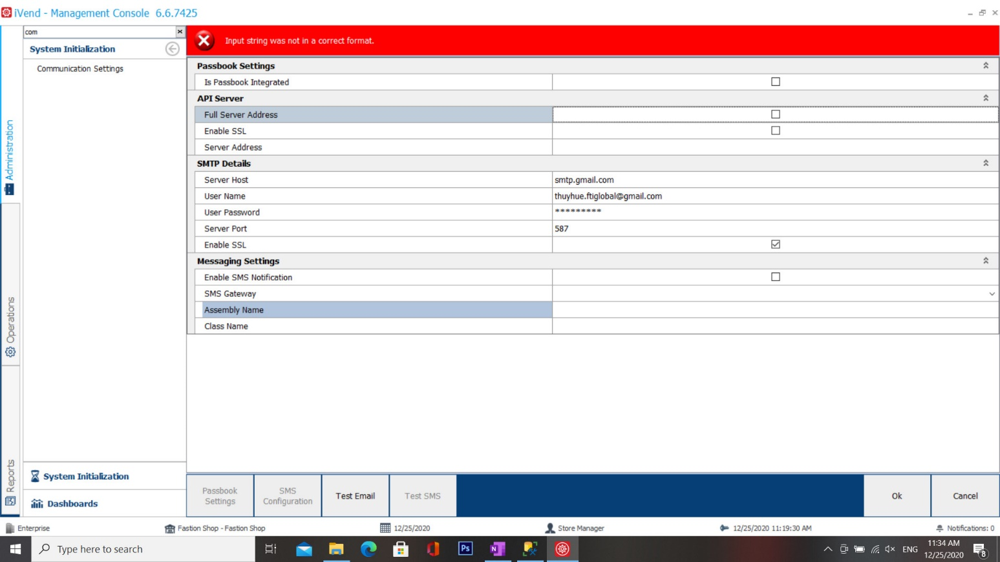 iVend - Management Console 6.6.7425
com
System Initialization
Communication Settings
Administration
Operations
Reports
Input string was not in a correct format.
Passbook Settings
Is Passbook Integrated
API Server
Full Server Address
Enable SSL
Server Address
SMTP Details
Server Host smtp.gmail.com
User Name thuyhue.ftiglobal@gmail.com
User Password *********
Server Port 587
Enable SSL
Messaging Settings
Enable SMS Notification
SMS Gateway
Assembly Name
Class Name
System Initialization
Dashboards
Passbook
Settings
SMS
Configuration
Test Email
Test SMS
Ok
Cancel
Enterprise
Fastion Shop - Fastion Shop
12/25/2020
Store Manager
12/25/2020 11:19:30 AM
Notifications: 0
Type here to search
Ps
N
ENG
11:34 AM
12/25/2020
8